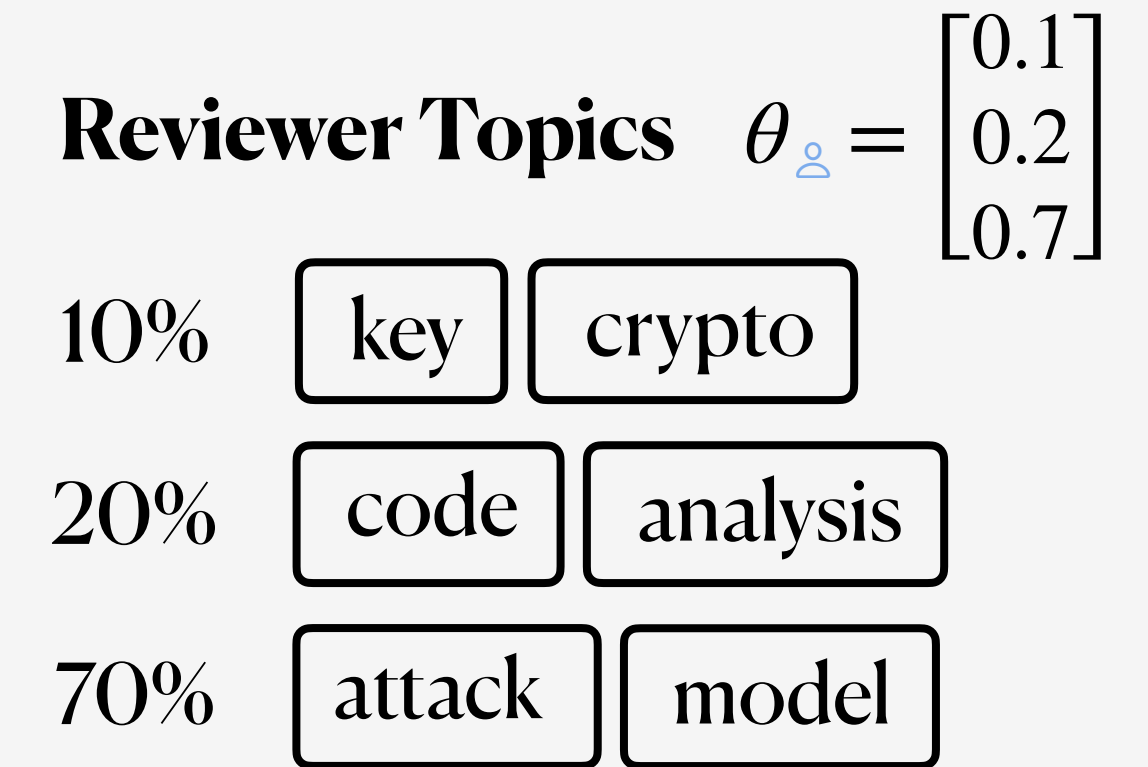 Reviewer Topics θ = [0.1 0.2 0.7]
10% key crypto
20% code analysis
70% attack model